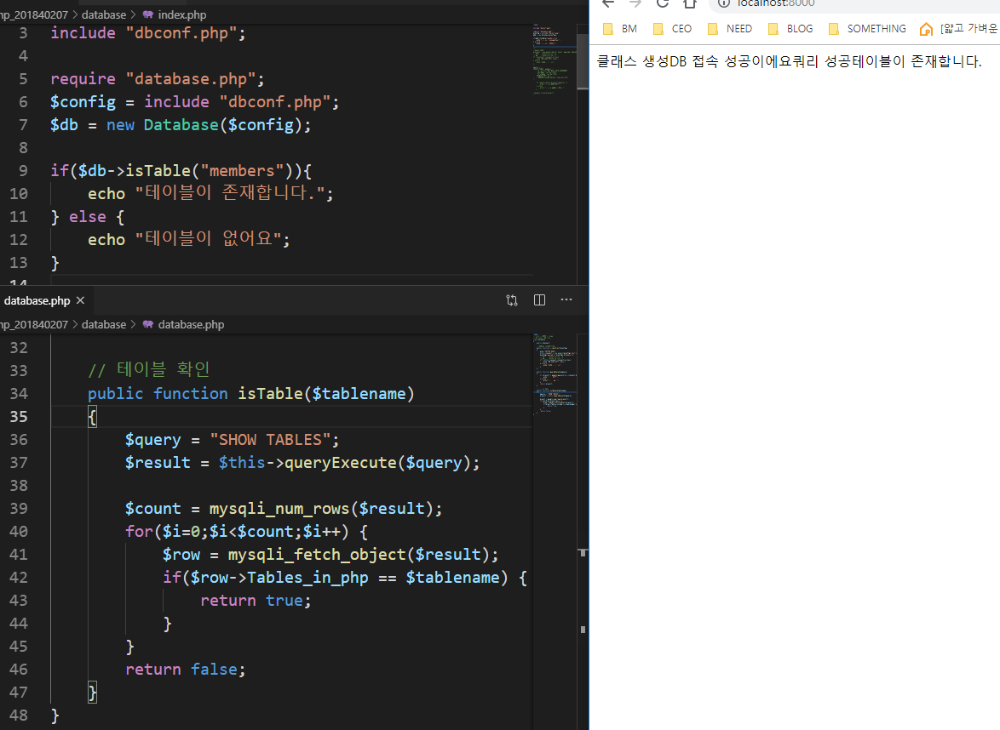 np_201840207 > database > index.php
3 include "dbconf.php";
4
5 require "database.php";
6 $config = include "dbconf.php";
7 $db = new Database($config);
8
9 if($db->isTable("members")){
10     echo "테이블이 존재합니다.";
11 } else {
12     echo "테이블이 없어요";
13 }
14
database.php ×
np_201840207 > database > database.php
32
33     // 테이블 확인
34     public function isTable($tablename)
35     {
36         $query = "SHOW TABLES";
37         $result = $this->queryExecute($query);
38
39         $count = mysqli_num_rows($result);
40         for($i=0;$i<$count;$i++) {
41             $row = mysqli_fetch_object($result);
42             if($row->Tables_in_php == $tablename) {
43                 return true;
44             }
45         }
46         return false;
47     }
48 }
localhost:8000
BM CEO NEED BLOG SOMETHING [얇고 가벼운
클래스 생성DB 접속 성공이에요쿼리 성공테이블이 존재합니다.